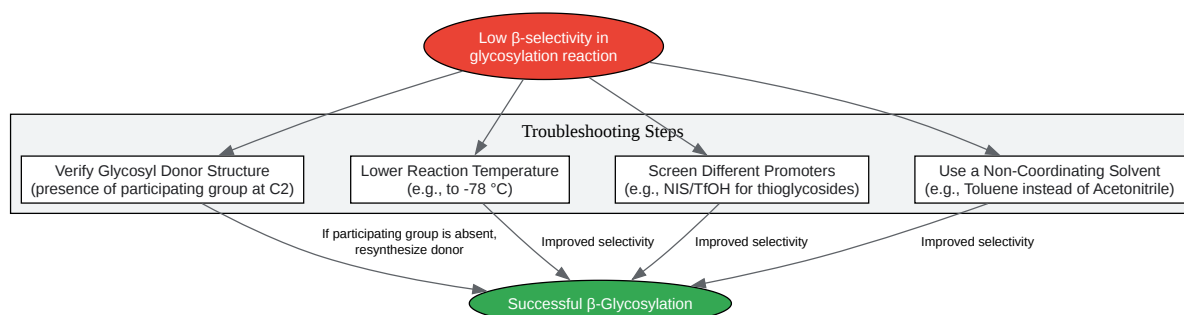 Low β-selectivity in
glycosylation reaction
Troubleshooting Steps
Verify Glycosyl Donor Structure
(presence of participating group at C2)
Lower Reaction Temperature
(e.g., to -78 °C)
Screen Different Promoters
(e.g., NIS/TfOH for thioglycosides)
Use a Non-Coordinating Solvent
(e.g., Toluene instead of Acetonitrile)
If participating group is absent,
resynthesize donor
Improved selectivity
Improved selectivity
Improved selectivity
Successful β-Glycosylation